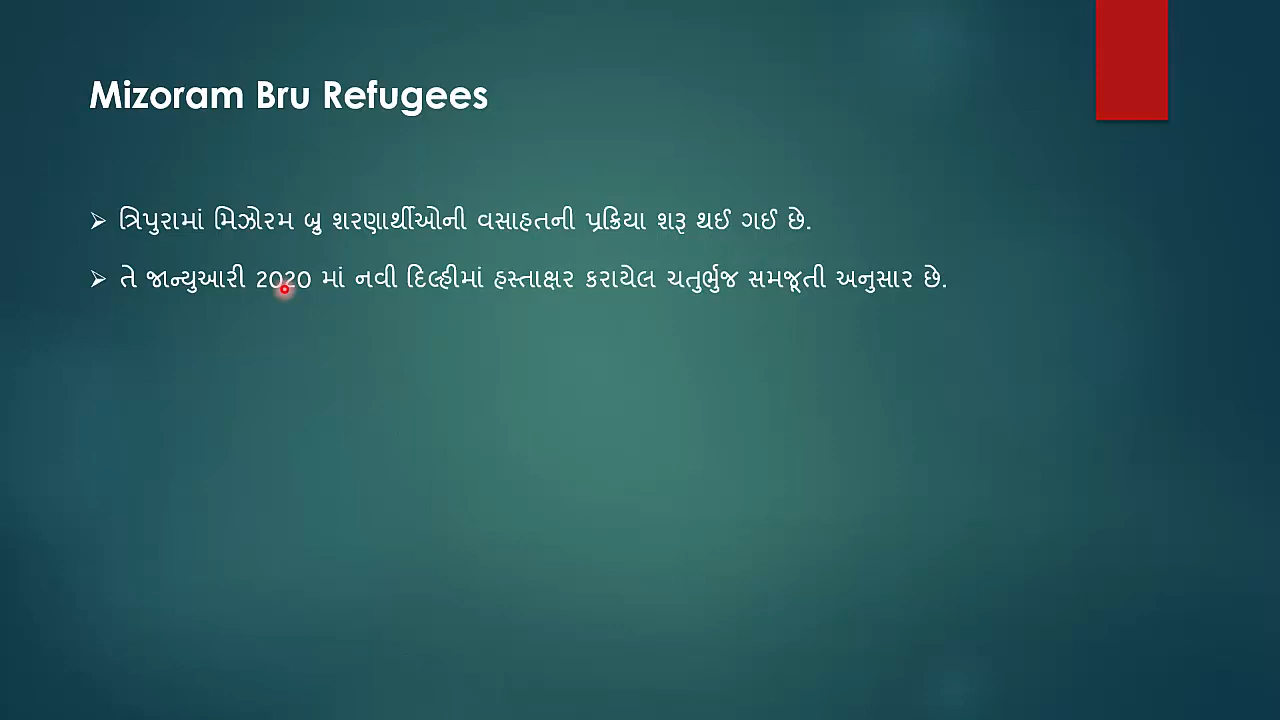 Mizoram Bru Refugees
ત્રિપુરામાં મિઝોરમ બ્રુ શરણાર્થીઓની વસાહતની પ્રક્રિયા શરૂ થઈ ગઈ છે.
તે જાન્યુઆરી 2020 માં નવી દિલ્હીમાં હસ્તાક્ષર કરાયેલ ચતુર્ભુજ સમજૂતી અનુસાર છે.